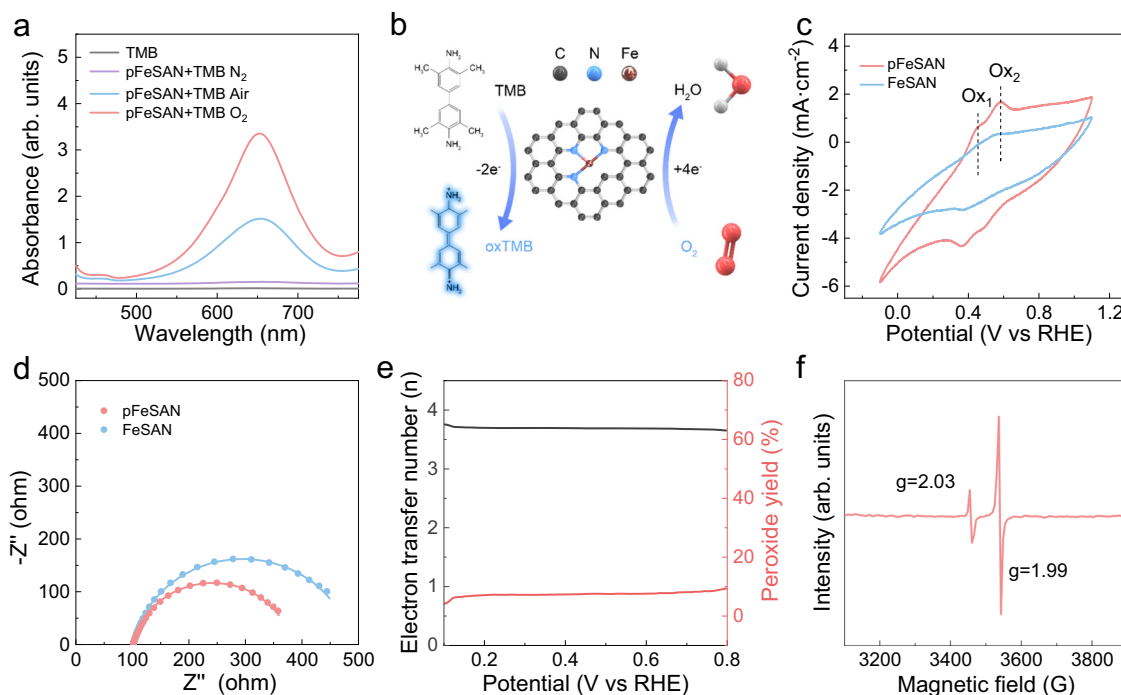 a
Absorbance (arb. units)
5
4
3
2
1
0
TMB
pFeSAN+TMB N₂
pFeSAN+TMB Air
pFeSAN+TMB O₂
500
600
700
Wavelength (nm)
b
C N Fe
NH₂
H₃C CH₃
H₃C CH₃
NH₂
TMB
-2e⁻
oxTMB
H₂O
+4e⁻
O₂
c
Current density (mA·cm⁻²)
4
2
0
-2
-4
-6
pFeSAN
FeSAN
Ox₁
Ox₂
0.0
0.4
0.8
1.2
Potential (V vs RHE)
d
-Z'' (ohm)
500
400
300
200
100
0
pFeSAN
FeSAN
0
100
200
300
400
500
Z'' (ohm)
e
Electron transfer number (n)
4
3
2
1
0
Peroxide yield (%)
80
60
40
20
0
0.2
0.4
0.6
0.8
Potential (V vs RHE)
f
Intensity (arb. units)
g=2.03
g=1.99
3200
3400
3600
3800
Magnetic field (G)